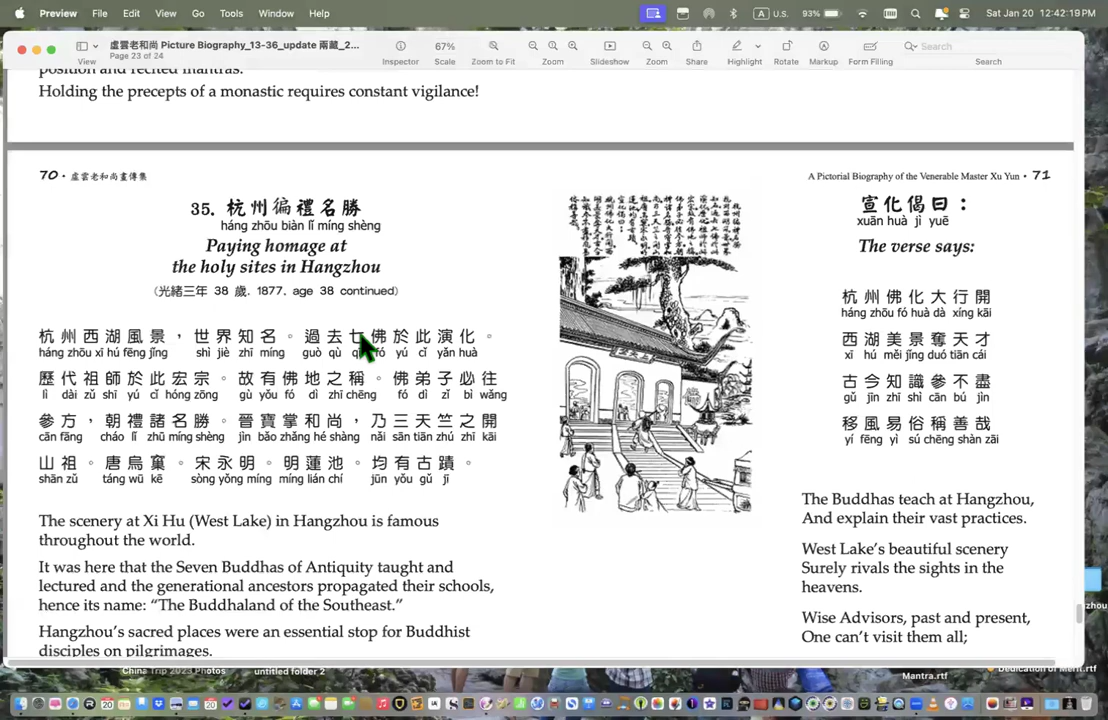 Preview File Edit View Go Tools Window Help
A U.S. 93% Sat Jan 20 12:42:19 PM
虛雲老和尚 Picture Biography_13-36_update 兩藏_2...
Page 23 of 24
67%
Search
View Inspector Scale Zoom to Fit Zoom Slideshow Zoom Share Highlight Rotate Markup Form Filling Search
position and recited mantras.
Holding the precepts of a monastic requires constant vigilance!
70 • 虛雲老和尚畫傳集
35. 杭州徧禮名勝
háng zhōu biàn lǐ míng shèng
Paying homage at
the holy sites in Hangzhou
(光緒三年 38 歲. 1877. age 38 continued)
杭州西湖風景，世界知名。過去七佛於此演化。
háng zhōu xī hú fēng jǐng shì jiè zhī míng guò qù fó yú cǐ yǎn huà
歷代祖師於此宏宗。故有佛地之稱。佛弟子必往
lì dài zǔ shī yú cǐ hóng zōng gù yǒu fó dì zhī chēng fó dì zǐ bì wǎng
參方，朝禮諸名勝。晉寶掌和尚，乃三天竺之開
cān fāng cháo lǐ zhū míng shèng jìn bǎo zhǎng hé shàng nǎi sān tiān zhú zhī kāi
山祖。唐烏窠。宋永明。明蓮池。均有古蹟。
shān zǔ táng wū kē sòng yǒng míng míng lián chí jūn yǒu gǔ jī
The scenery at Xi Hu (West Lake) in Hangzhou is famous
throughout the world.
It was here that the Seven Buddhas of Antiquity taught and
lectured and the generational ancestors propagated their schools,
hence its name: “The Buddhaland of the Southeast.”
Hangzhou’s sacred places were an essential stop for Buddhist
disciples on pilgrimages.
A Pictorial Biography of the Venerable Master Xu Yun • 71
宣化偈曰：
xuān huà jì yuē
The verse says:
杭州佛化大行開
háng zhōu fó huà dà xíng kāi
西湖美景奪天才
xī hú měi jǐng duó tiān cái
古今知識參不盡
gǔ jīn zhī shì cān bú jìn
移風易俗稱善哉
yí fēng yì sú chēng shàn zāi
The Buddhas teach at Hangzhou,
And explain their vast practices.
West Lake’s beautiful scenery
Surely rivals the sights in the
heavens.
Wise Advisors, past and present,
One can’t visit them all;
China Trip 2023 Photos
untitled folder 2
Dedication of Merit.rtf
Mantra.rtf